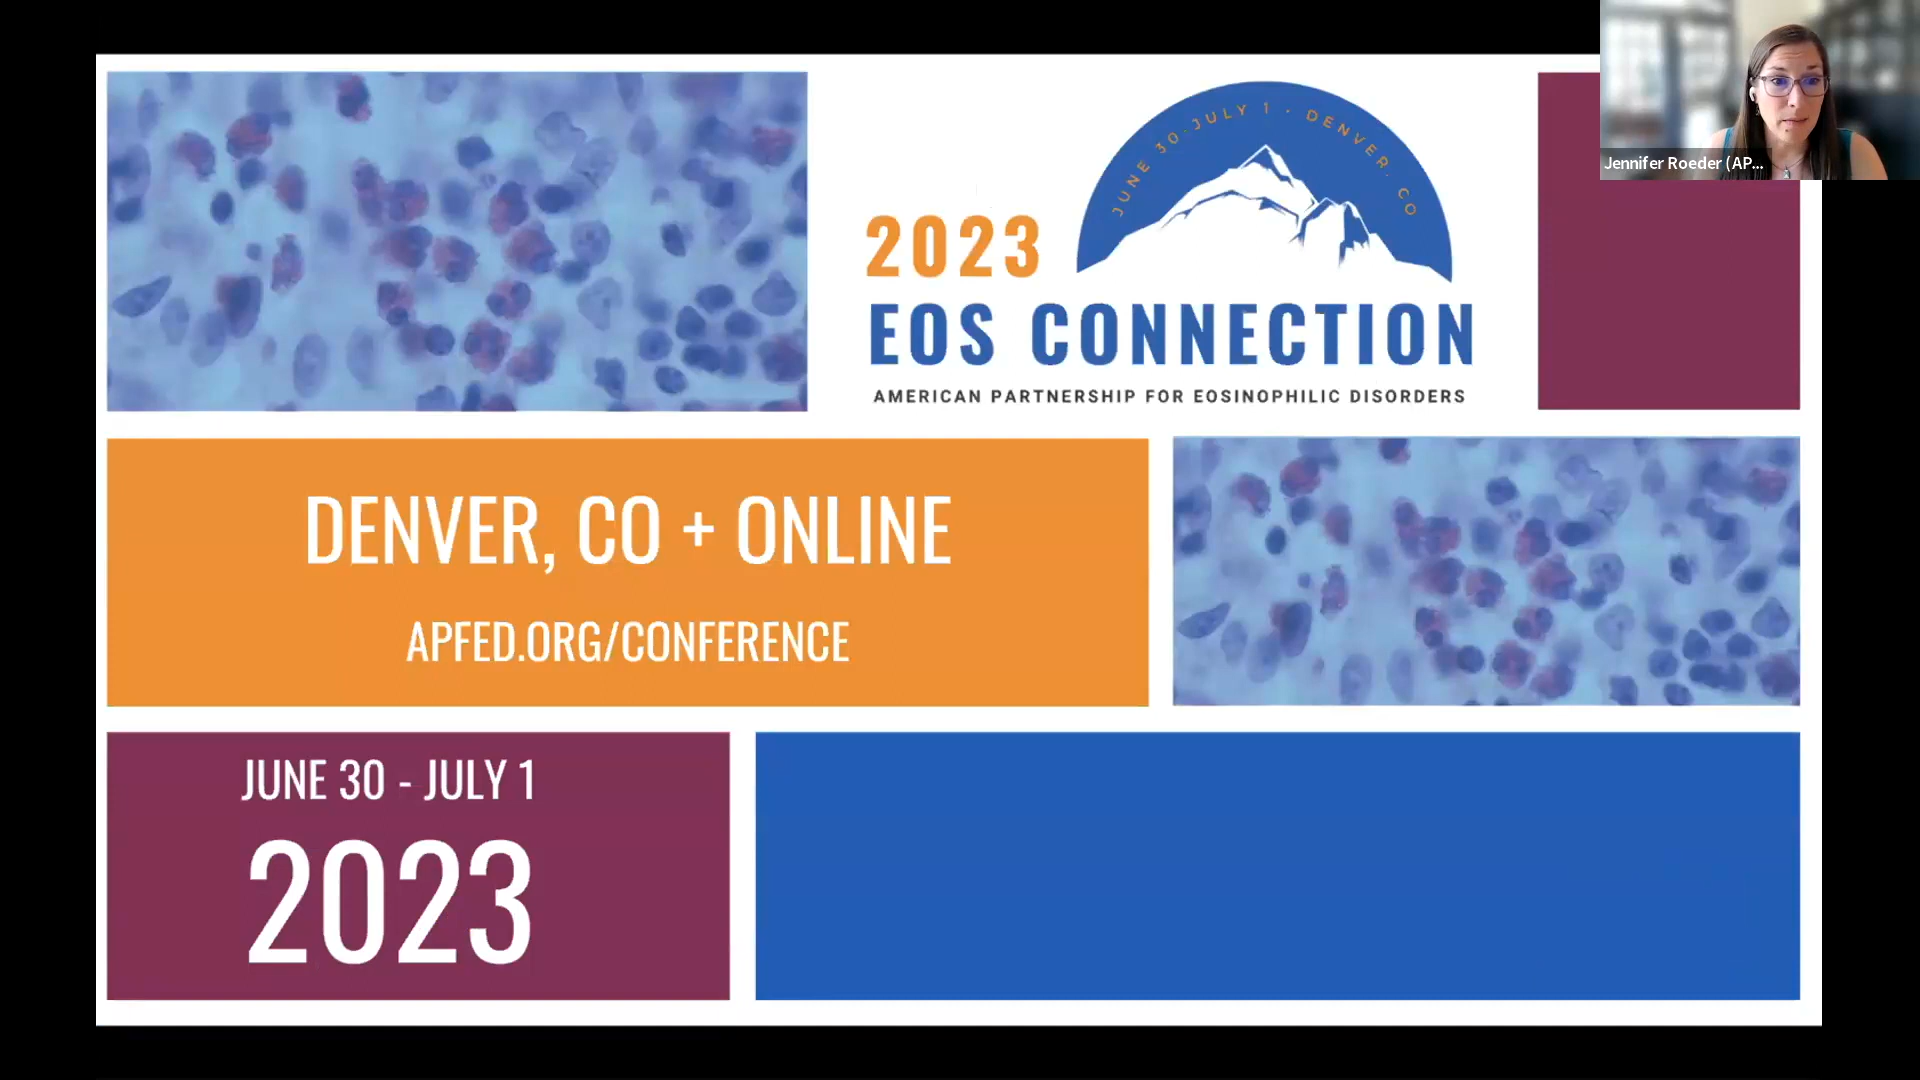 JUNE 30-JULY 1 · DENVER, CO
2023
EOS CONNECTION
AMERICAN PARTNERSHIP FOR EOSINOPHILIC DISORDERS
Jennifer Roeder (AP...
DENVER, CO + ONLINE
APFED.ORG/CONFERENCE
JUNE 30 - JULY 1
2023